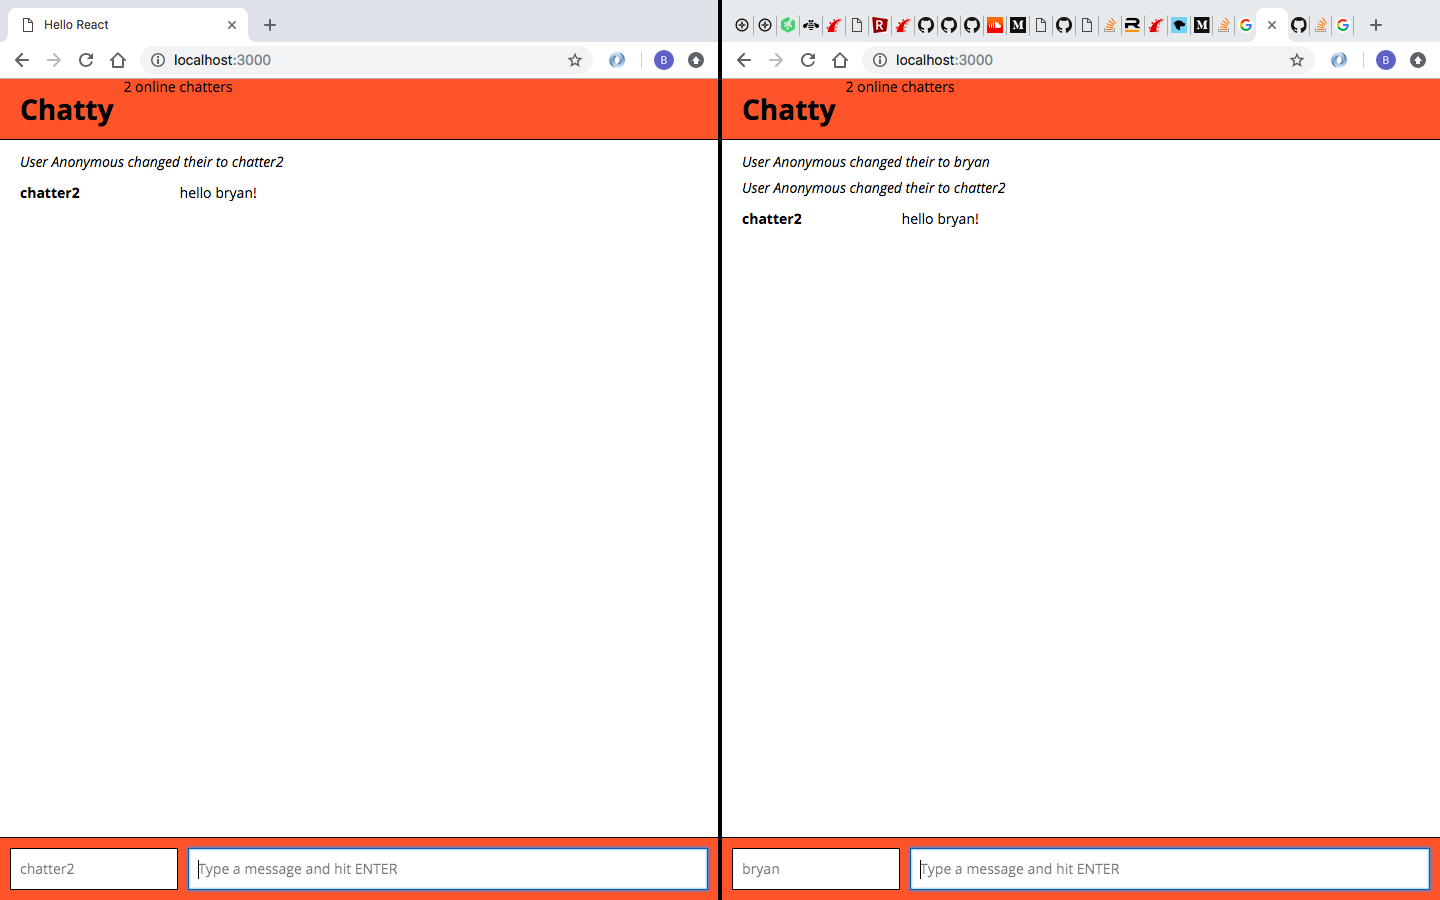 Hello React
localhost:3000
B
2 online chatters
Chatty
User Anonymous changed their to chatter2
chatter2 hello bryan!
chatter2
Type a message and hit ENTER
R
M
M
localhost:3000
B
2 online chatters
Chatty
User Anonymous changed their to bryan
User Anonymous changed their to chatter2
chatter2 hello bryan!
bryan
Type a message and hit ENTER